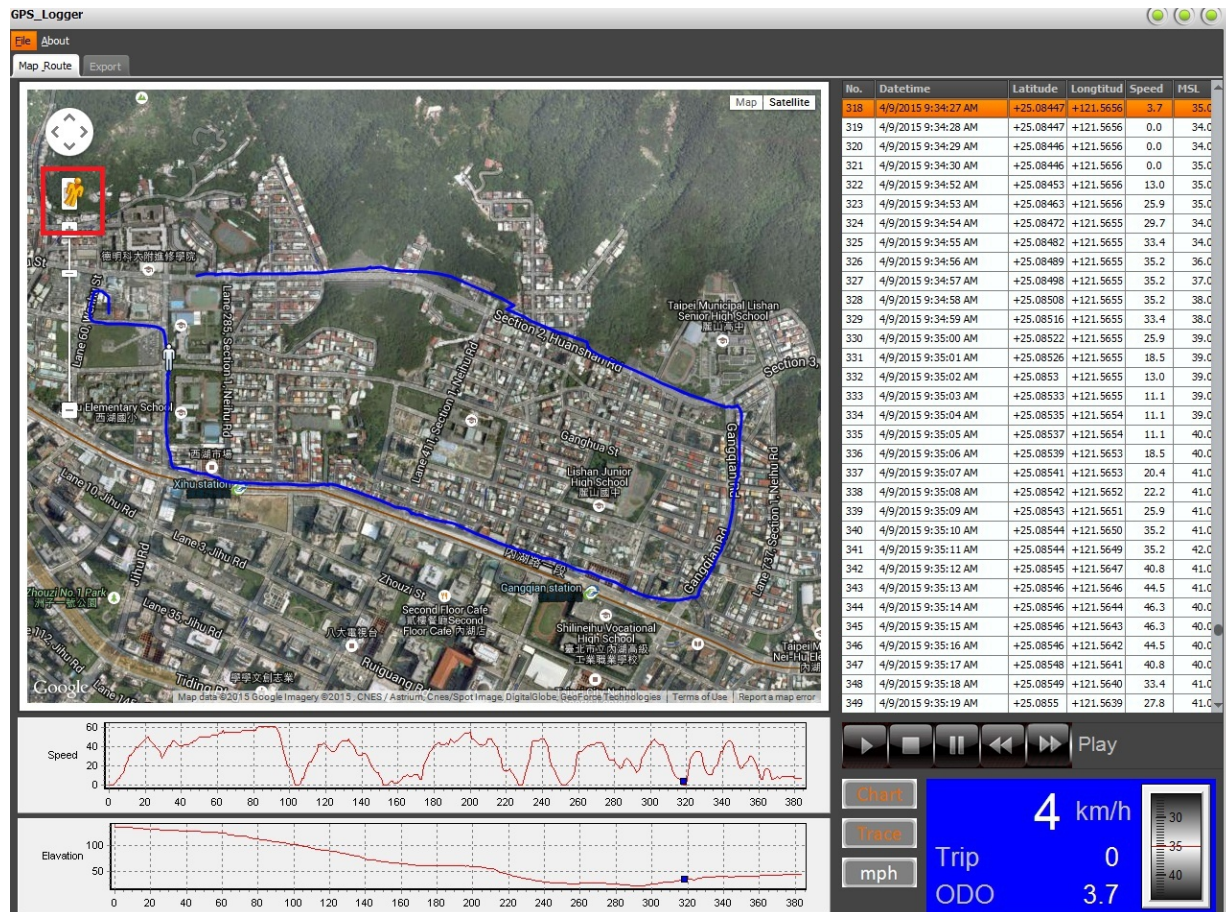 GPS_Logger
File About
Map_Route Export
Map Satellite
德明科大附進修學院
Lane 60, Wenhu St
Lane 285, Section 1, Neihu Rd
Section 2, Huanshan Rd
Taipei Municipal Lishan
Senior High School
麗山高中
Section 3,
u Elementary School
西湖國小
西湖市場
Xihu station
Lane 411, Section 1, Neihu Rd
Ganghua St
Lishan Junior
High School
麗山國中
Gangqian Rd
Gangqian Rd
Lane 737, Section 1, Neihu Rd
Lane 10, Jihu Rd
Lane 3, Jihu Rd
Jihu Rd
內湖路一段
Gangqian station
Zhouzi St
Zhouzi No.1 Park
洲子一號公園
Second Floor Cafe
貳樓餐廳Second
Floor Cafe 內湖店
Lane 35, Jihu Rd
e 112, Jihu Rd
八大電視台
Shilineihu Vocational
High School
臺北市立內湖高級
工業職業學校
Taipei M
Nei-Hu Ele
內湖
Ruiguang Rd
學學文創志業
Tiding
Google
Map data ©2015 Google Imagery ©2015 , CNES / Astrium, Cnes/Spot Image, DigitalGlobe, GeoForce Technologies Terms of Use Report a map error
No. Datetime Latitude Longtitud Speed MSL
318 4/9/2015 9:34:27 AM +25.08447 +121.5656 3.7 35.0
319 4/9/2015 9:34:28 AM +25.08447 +121.5656 0.0 34.0
320 4/9/2015 9:34:29 AM +25.08446 +121.5656 0.0 34.0
321 4/9/2015 9:34:30 AM +25.08446 +121.5656 0.0 35.0
322 4/9/2015 9:34:52 AM +25.08453 +121.5656 13.0 35.0
323 4/9/2015 9:34:53 AM +25.08463 +121.5656 25.9 35.0
324 4/9/2015 9:34:54 AM +25.08472 +121.5655 29.7 34.0
325 4/9/2015 9:34:55 AM +25.08482 +121.5655 33.4 34.0
326 4/9/2015 9:34:56 AM +25.08489 +121.5655 35.2 36.0
327 4/9/2015 9:34:57 AM +25.08498 +121.5655 35.2 37.0
328 4/9/2015 9:34:58 AM +25.08508 +121.5655 35.2 38.0
329 4/9/2015 9:34:59 AM +25.08516 +121.5655 33.4 38.0
330 4/9/2015 9:35:00 AM +25.08522 +121.5655 25.9 39.0
331 4/9/2015 9:35:01 AM +25.08526 +121.5655 18.5 39.0
332 4/9/2015 9:35:02 AM +25.0853 +121.5655 13.0 39.0
333 4/9/2015 9:35:03 AM +25.08533 +121.5655 11.1 39.0
334 4/9/2015 9:35:04 AM +25.08535 +121.5654 11.1 39.0
335 4/9/2015 9:35:05 AM +25.08537 +121.5654 11.1 40.0
336 4/9/2015 9:35:06 AM +25.08539 +121.5653 18.5 40.0
337 4/9/2015 9:35:07 AM +25.08541 +121.5653 20.4 41.0
338 4/9/2015 9:35:08 AM +25.08542 +121.5652 22.2 41.0
339 4/9/2015 9:35:09 AM +25.08543 +121.5651 25.9 41.0
340 4/9/2015 9:35:10 AM +25.08544 +121.5650 35.2 41.0
341 4/9/2015 9:35:11 AM +25.08544 +121.5649 35.2 42.0
342 4/9/2015 9:35:12 AM +25.08545 +121.5647 40.8 41.0
343 4/9/2015 9:35:13 AM +25.08546 +121.5646 44.5 41.0
344 4/9/2015 9:35:14 AM +25.08546 +121.5644 46.3 40.0
345 4/9/2015 9:35:15 AM +25.08546 +121.5643 46.3 40.0
346 4/9/2015 9:35:16 AM +25.08546 +121.5642 44.5 40.0
347 4/9/2015 9:35:17 AM +25.08548 +121.5641 40.8 40.0
348 4/9/2015 9:35:18 AM +25.08549 +121.5640 33.4 41.0
349 4/9/2015 9:35:19 AM +25.0855 +121.5639 27.8 41.0
Speed
60
40
20
0
0 20 40 60 80 100 120 140 160 180 200 220 240 260 280 300 320 340 360 380
Elavation
100
50
0 20 40 60 80 100 120 140 160 180 200 220 240 260 280 300 320 340 360 380
Play
Chart
Trace
mph
4 km/h
Trip 0
ODO 3.7
30
35
40